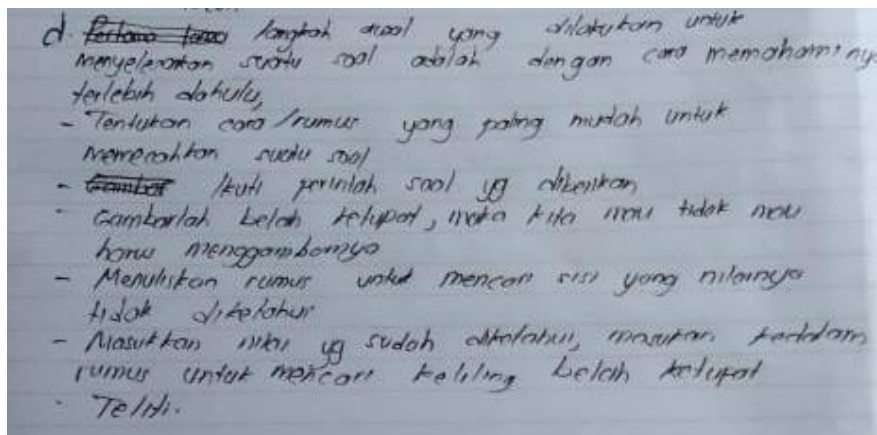 d. langkah awal yang dilakukan untuk
menyelesaikan suatu soal adalah dengan cara memahaminya
terlebih dahulu,
- Tentukan cara/rumus yang paling mudah untuk
memecahkan suatu soal
- Ikuti perintah soal yg diberikan
- Gambarlah belah ketupat, maka kita mau tidak mau
harus menggambarnya
- Menuliskan rumus untuk mencari sisi yang nilainya
tidak diketahui
- Masukkan nilai yg sudah diketahui, masukan kedalam
rumus untuk mencari keliling belah ketupat
- Teliti.